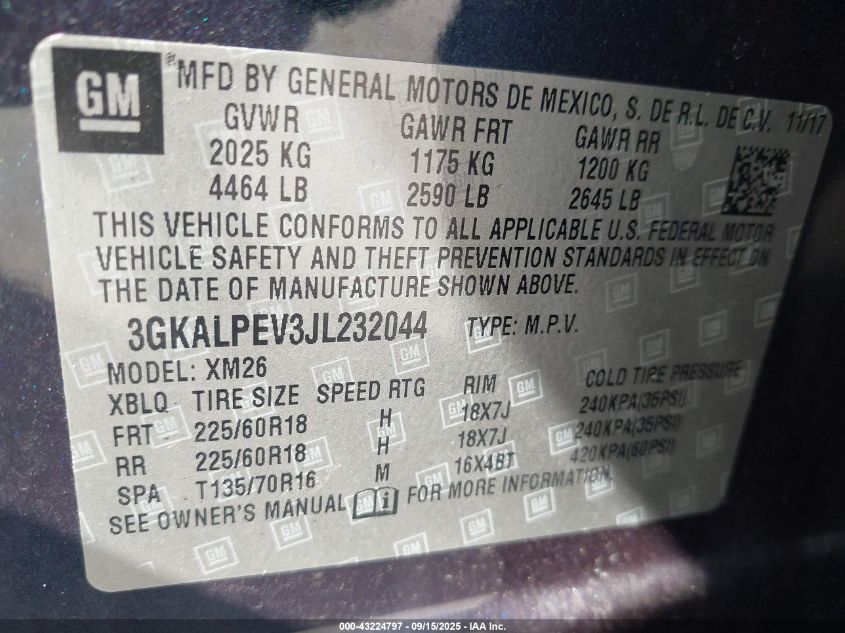 GM
MFD BY GENERAL MOTORS DE MEXICO, S. DE R.L. DE C.V. 11/17
GVWR GAWR FRT GAWR RR
2025 KG 1175 KG 1200 KG
4464 LB 2590 LB 2645 LB
THIS VEHICLE CONFORMS TO ALL APPLICABLE U.S. FEDERAL MOTOR
VEHICLE SAFETY AND THEFT PREVENTION STANDARDS IN EFFECT ON
THE DATE OF MANUFACTURE SHOWN ABOVE.
3GKALPEV3JL232044 TYPE: M.P.V.
MODEL: XM26
XBLQ TIRE SIZE SPEED RTG RIM COLD TIRE PRESSURE
FRT 225/60R18 H 18X7J 240KPA(35PSI)
RR 225/60R18 H 18X7J 240KPA(35PSI)
SPA T135/70R16 M 16X4BT 420KPA(60PSI)
SEE OWNER'S MANUAL FOR MORE INFORMATION.
000-43224797 - 09/15/2025 - IAA Inc.